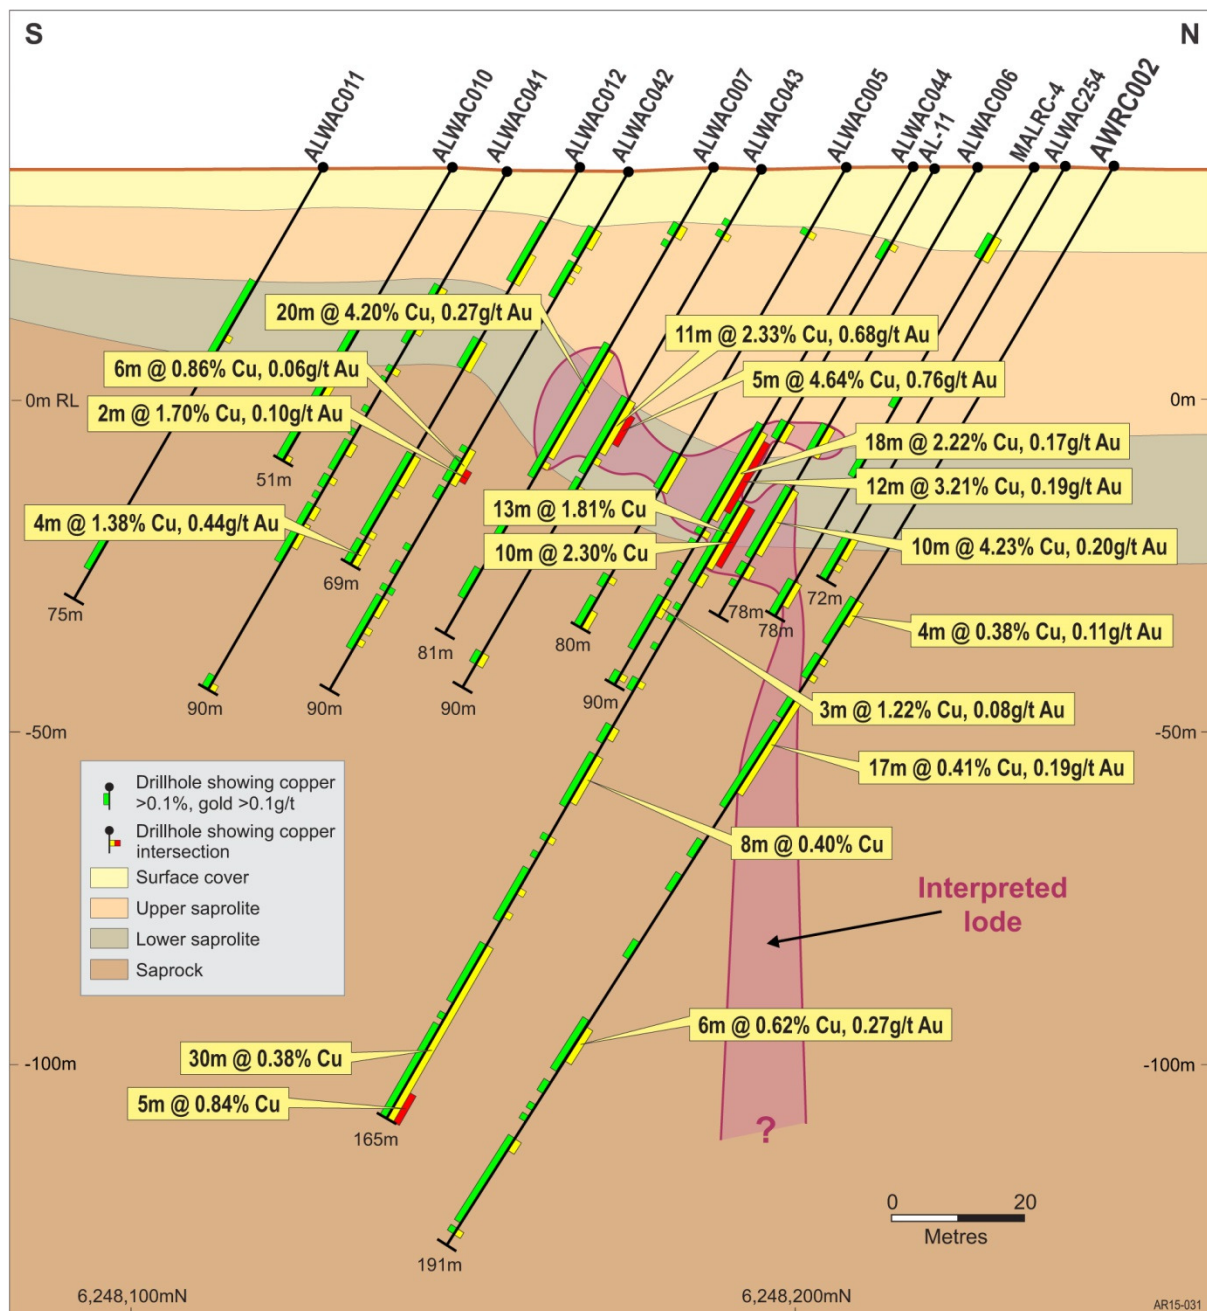 S
N
ALWAC011
ALWAC010
ALWAC041
ALWAC012
ALWAC042
ALWAC007
ALWAC043
ALWAC005
ALWAC044
AL-11
ALWAC006
MALRC-4
ALWAC254
AWRC002
20m @ 4.20% Cu, 0.27g/t Au
11m @ 2.33% Cu, 0.68g/t Au
6m @ 0.86% Cu, 0.06g/t Au
5m @ 4.64% Cu, 0.76g/t Au
0m RL
0m
2m @ 1.70% Cu, 0.10g/t Au
18m @ 2.22% Cu, 0.17g/t Au
51m
12m @ 3.21% Cu, 0.19g/t Au
13m @ 1.81% Cu
4m @ 1.38% Cu, 0.44g/t Au
10m @ 2.30% Cu
10m @ 4.23% Cu, 0.20g/t Au
69m
75m
72m
78m
78m
80m
81m
4m @ 0.38% Cu, 0.11g/t Au
90m
90m
90m
90m
3m @ 1.22% Cu, 0.08g/t Au
-50m
-50m
17m @ 0.41% Cu, 0.19g/t Au
Drillhole showing copper
>0.1%, gold >0.1g/t
Drillhole showing copper
intersection
Surface cover
Upper saprolite
Lower saprolite
Saprock
8m @ 0.40% Cu
Interpreted
lode
6m @ 0.62% Cu, 0.27g/t Au
30m @ 0.38% Cu
-100m
-100m
5m @ 0.84% Cu
165m
?
0
20
Metres
191m
6,248,100mN
6,248,200mN
AR15-031